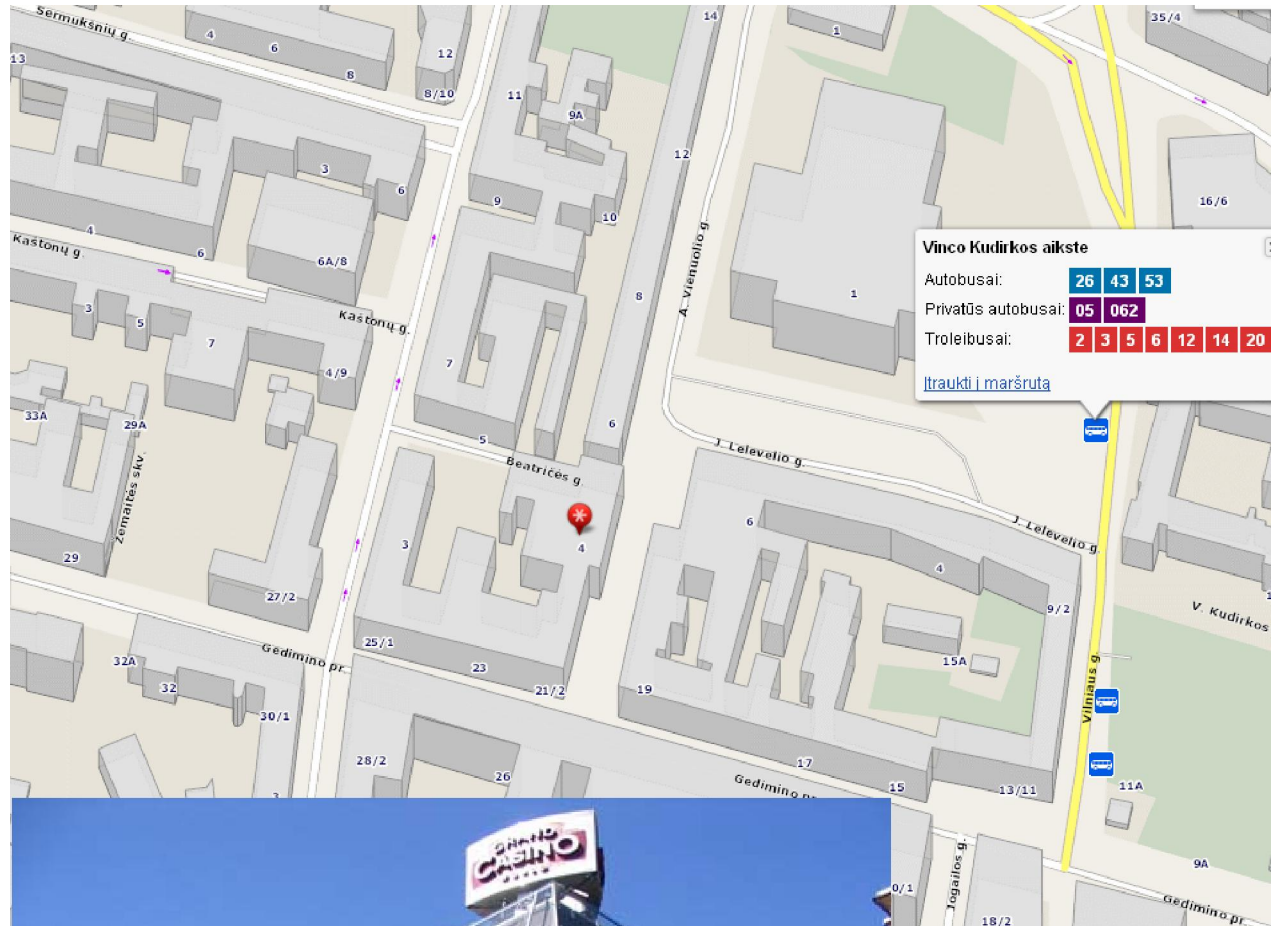 Šermukšnių g.
4
6
8
13
12
8/10
11
9A
14
1
35/4
12
3
6
9
10
16/6
4
6
6A/8
Kaštonų g.
3
5
7
Kaštonų g.
4/9
7
8
A. Vienuolio g.
1
Vinco Kudirkos aikste
Autobusai: 26 43 53
Privatūs autobusai: 05 062
Troleibusai: 2 3 5 6 12 14 20
Įtraukti į maršrutą
33A
29A
Žemaitės skv.
29
27/2
5
6
Beatričės g.
3
4
J. Lelevelio g.
6
4
J. Lelevelio g.
9/2
V. Kudirkos
15A
Vilniaus g.
Gedimino pr.
25/1
23
21/2
19
17
15
13/11
11A
32A
32
30/1
28/2
26
Gedimino pr.
9A
Jogailos g.
0/1
18/2
Gedimino pr.
GRAND
CASINO
WORLD